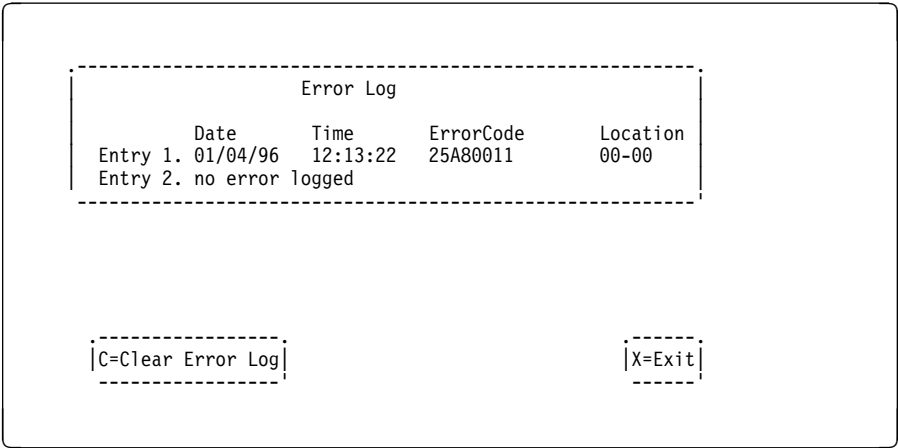 Error Log
Date Time ErrorCode Location
Entry 1. 01/04/96 12:13:22 25A80011 00-00
Entry 2. no error logged
C=Clear Error Log X=Exit